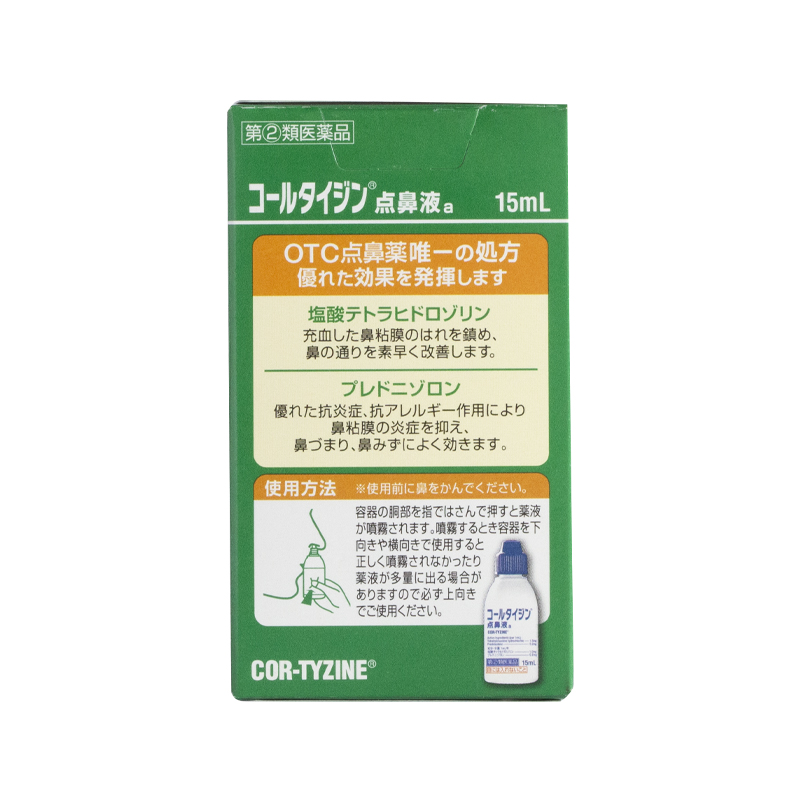 第②類医薬品
コールタイジン® 点鼻液a 15mL
OTC点鼻薬唯一の処方
優れた効果を発揮します
塩酸テトラヒドロゾリン
充血した鼻粘膜のはれを鎮め、
鼻の通りを素早く改善します。
プレドニゾロン
優れた抗炎症、抗アレルギー作用により
鼻粘膜の炎症を抑え、
鼻づまり、鼻みずによく効きます。
使用方法 ※使用前に鼻をかんでください。
容器の胴部を指ではさんで押すと薬液
が噴霧されます。噴霧するとき容器を下
向きや横向きで使用すると
正しく噴霧されなかったり
薬液が多量に出る場合が
ありますので必ず上向き
でご使用ください。
コールタイジン®
点鼻液a
COR-TYZINE
第②類医薬品 15mL
COR-TYZINE®